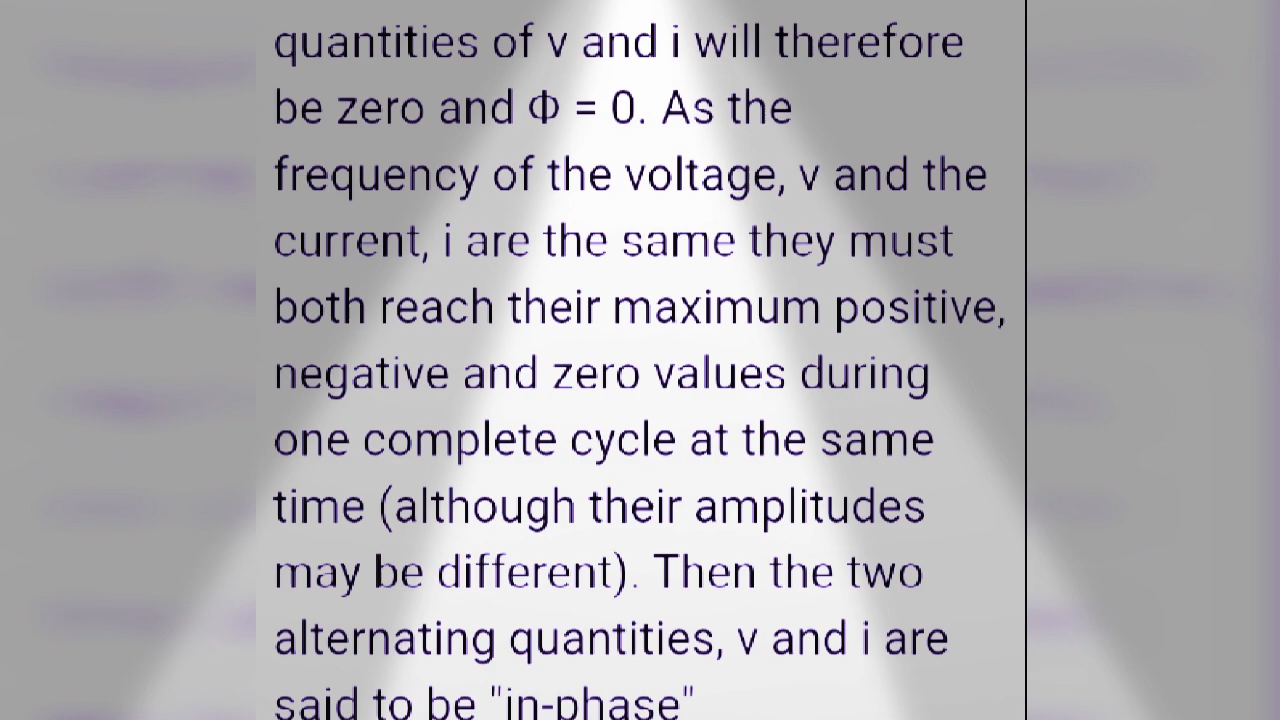 quantities of v and i will therefore
be zero and Φ = 0. As the
frequency of the voltage, v and the
current, i are the same they must
both reach their maximum positive,
negative and zero values during
one complete cycle at the same
time (although their amplitudes
may be different). Then the two
alternating quantities, v and i are
said to be "in-phase"